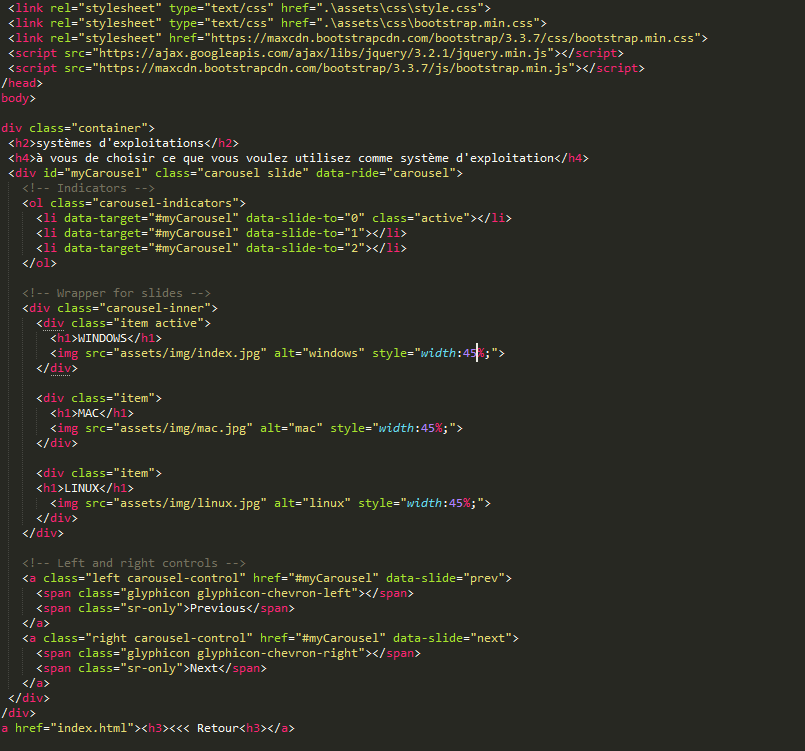 <link rel="stylesheet" type="text/css" href=".\assets\css\style.css">
<link rel="stylesheet" type="text/css" href=".\assets\css\bootstrap.min.css">
<link rel="stylesheet" href="https://maxcdn.bootstrapcdn.com/bootstrap/3.3.7/css/bootstrap.min.css">
<script src="https://ajax.googleapis.com/ajax/libs/jquery/3.2.1/jquery.min.js"></script>
<script src="https://maxcdn.bootstrapcdn.com/bootstrap/3.3.7/js/bootstrap.min.js"></script>
/head>
body>
div class="container">
<h2>systèmes d'exploitations</h2>
<h4>à vous de choisir ce que vous voulez utilisez comme système d'exploitation</h4>
<div id="myCarousel" class="carousel slide" data-ride="carousel">
<!-- Indicators -->
<ol class="carousel-indicators">
<li data-target="#myCarousel" data-slide-to="0" class="active"></li>
<li data-target="#myCarousel" data-slide-to="1"></li>
<li data-target="#myCarousel" data-slide-to="2"></li>
</ol>
<!-- Wrapper for slides -->
<div class="carousel-inner">
<div class="item active">
<h1>WINDOWS</h1>
<img src="assets/img/index.jpg" alt="windows" style="width:45%;">
</div>
<div class="item">
<h1>MAC</h1>
<img src="assets/img/mac.jpg" alt="mac" style="width:45%;">
</div>
<div class="item">
<h1>LINUX</h1>
<img src="assets/img/linux.jpg" alt="linux" style="width:45%;">
</div>
</div>
<!-- Left and right controls -->
<a class="left carousel-control" href="#myCarousel" data-slide="prev">
<span class="glyphicon glyphicon-chevron-left"></span>
<span class="sr-only">Previous</span>
</a>
<a class="right carousel-control" href="#myCarousel" data-slide="next">
<span class="glyphicon glyphicon-chevron-right"></span>
<span class="sr-only">Next</span>
</a>
</div>
/div>
a href="index.html"><h3><<< Retour<h3></a>